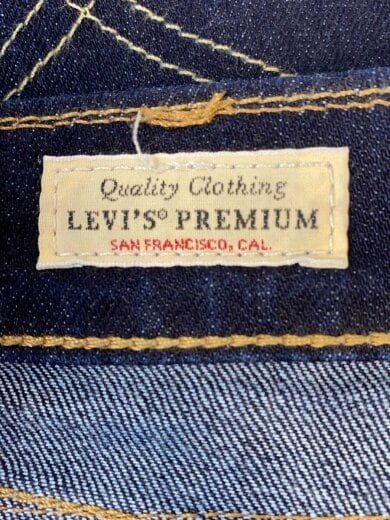 Quality Clothing
LEVI'S® PREMIUM
SAN FRANCISCO, CAL.